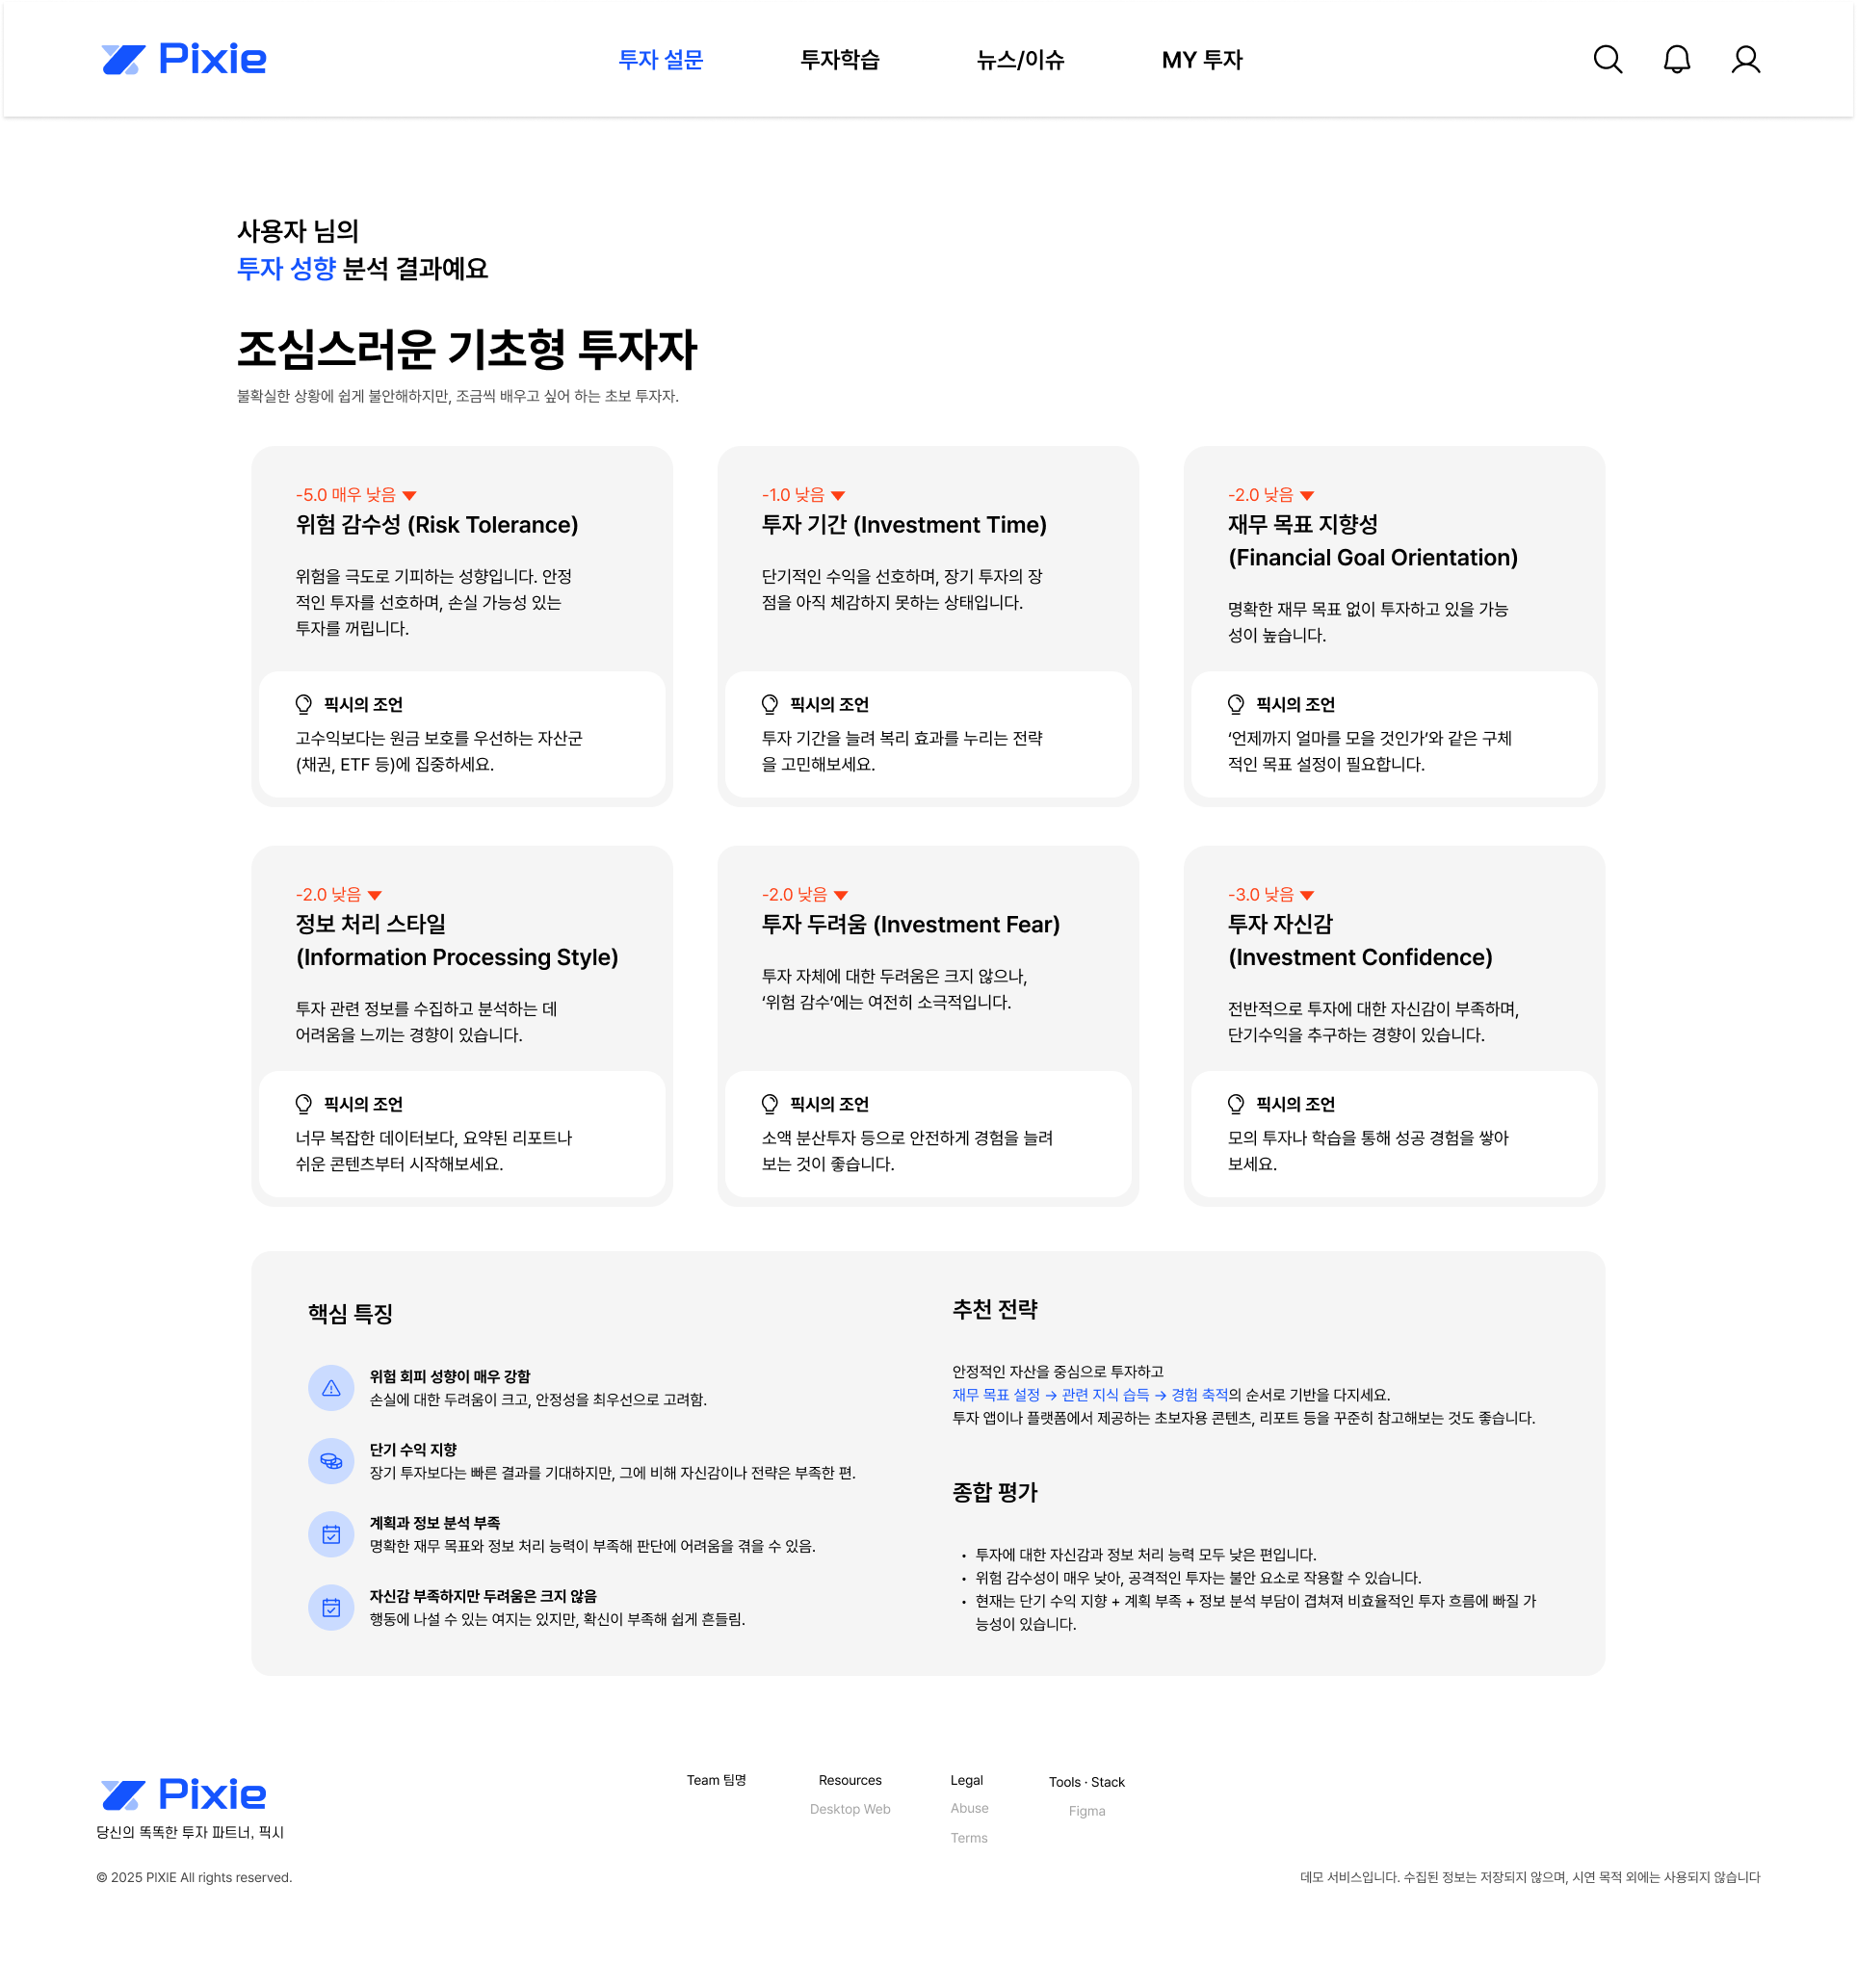 Pixie
투자 설문
투자학습
뉴스/이슈
MY 투자
사용자 님의
투자 성향 분석 결과예요
조심스러운 기초형 투자자
불확실한 상황에 쉽게 불안해하지만, 조금씩 배우고 싶어 하는 초보 투자자.
-5.0 매우 낮음
위험 감수성 (Risk Tolerance)
위험을 극도로 기피하는 성향입니다. 안정
적인 투자를 선호하며, 손실 가능성 있는
투자를 꺼립니다.
픽시의 조언
고수익보다는 원금 보호를 우선하는 자산군
(채권, ETF 등)에 집중하세요.
-1.0 낮음
투자 기간 (Investment Time)
단기적인 수익을 선호하며, 장기 투자의 장
점을 아직 체감하지 못하는 상태입니다.
픽시의 조언
투자 기간을 늘려 복리 효과를 누리는 전략
을 고민해보세요.
-2.0 낮음
재무 목표 지향성
(Financial Goal Orientation)
명확한 재무 목표 없이 투자하고 있을 가능
성이 높습니다.
픽시의 조언
‘언제까지 얼마를 모을 것인가’와 같은 구체
적인 목표 설정이 필요합니다.
-2.0 낮음
정보 처리 스타일
(Information Processing Style)
투자 관련 정보를 수집하고 분석하는 데
어려움을 느끼는 경향이 있습니다.
픽시의 조언
너무 복잡한 데이터보다, 요약된 리포트나
쉬운 콘텐츠부터 시작해보세요.
-2.0 낮음
투자 두려움 (Investment Fear)
투자 자체에 대한 두려움은 크지 않으나,
‘위험 감수’에는 여전히 소극적입니다.
픽시의 조언
소액 분산투자 등으로 안전하게 경험을 늘려
보는 것이 좋습니다.
-3.0 낮음
투자 자신감
(Investment Confidence)
전반적으로 투자에 대한 자신감이 부족하며,
단기수익을 추구하는 경향이 있습니다.
픽시의 조언
모의 투자나 학습을 통해 성공 경험을 쌓아
보세요.
핵심 특징
위험 회피 성향이 매우 강함
손실에 대한 두려움이 크고, 안정성을 최우선으로 고려함.
단기 수익 지향
장기 투자보다는 빠른 결과를 기대하지만, 그에 비해 자신감이나 전략은 부족한 편.
계획과 정보 분석 부족
명확한 재무 목표와 정보 처리 능력이 부족해 판단에 어려움을 겪을 수 있음.
자신감 부족하지만 두려움은 크지 않음
행동에 나설 수 있는 여지는 있지만, 확신이 부족해 쉽게 흔들림.
추천 전략
안정적인 자산을 중심으로 투자하고
재무 목표 설정 → 관련 지식 습득 → 경험 축적의 순서로 기반을 다지세요.
투자 앱이나 플랫폼에서 제공하는 초보자용 콘텐츠, 리포트 등을 꾸준히 참고해보는 것도 좋습니다.
종합 평가
• 투자에 대한 자신감과 정보 처리 능력 모두 낮은 편입니다.
• 위험 감수성이 매우 낮아, 공격적인 투자는 불안 요소로 작용할 수 있습니다.
• 현재는 단기 수익 지향 + 계획 부족 + 정보 분석 부담이 겹쳐져 비효율적인 투자 흐름에 빠질 가
능성이 있습니다.
Pixie
당신의 똑똑한 투자 파트너, 픽시
Team 팀명
Resources
Desktop Web
Legal
Abuse
Terms
Tools · Stack
Figma
© 2025 PIXIE All rights reserved.
데모 서비스입니다. 수집된 정보는 저장되지 않으며, 시연 목적 외에는 사용되지 않습니다